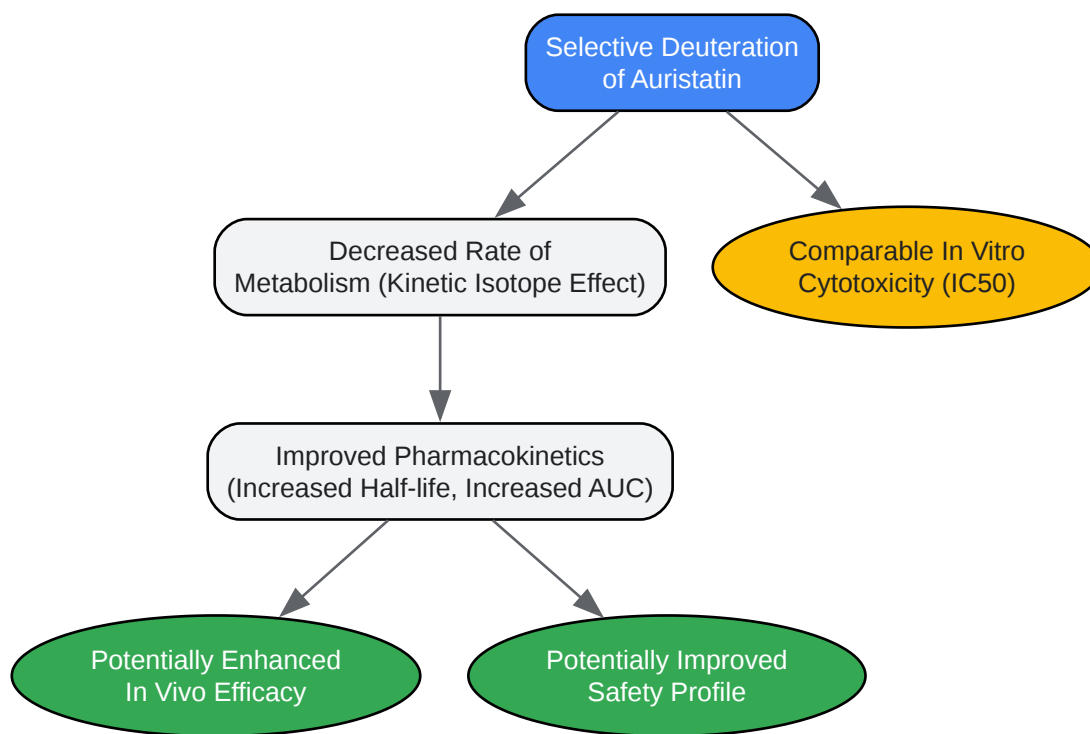 Selective Deuteration
of Auristatin
Decreased Rate of
Metabolism (Kinetic Isotope Effect)
Comparable In Vitro
Cytotoxicity (IC50)
Improved Pharmacokinetics
(Increased Half-life, Increased AUC)
Potentially Enhanced
In Vivo Efficacy
Potentially Improved
Safety Profile